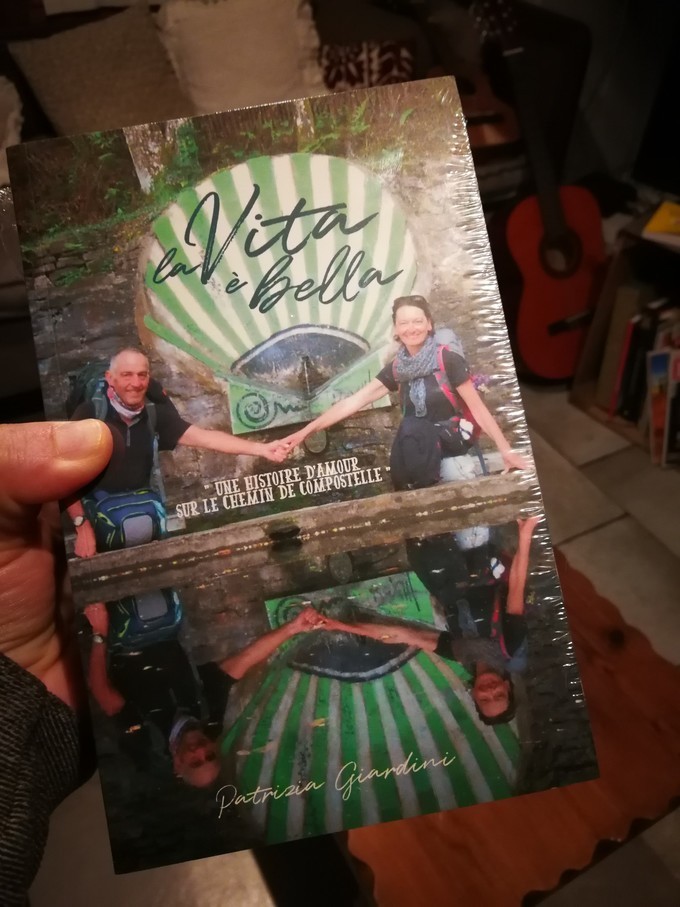 la Vita
è bella
" UNE HISTOIRE D'AMOUR
SUR LE CHEMIN DE COMPOSTELLE "
Patrizia Giardini